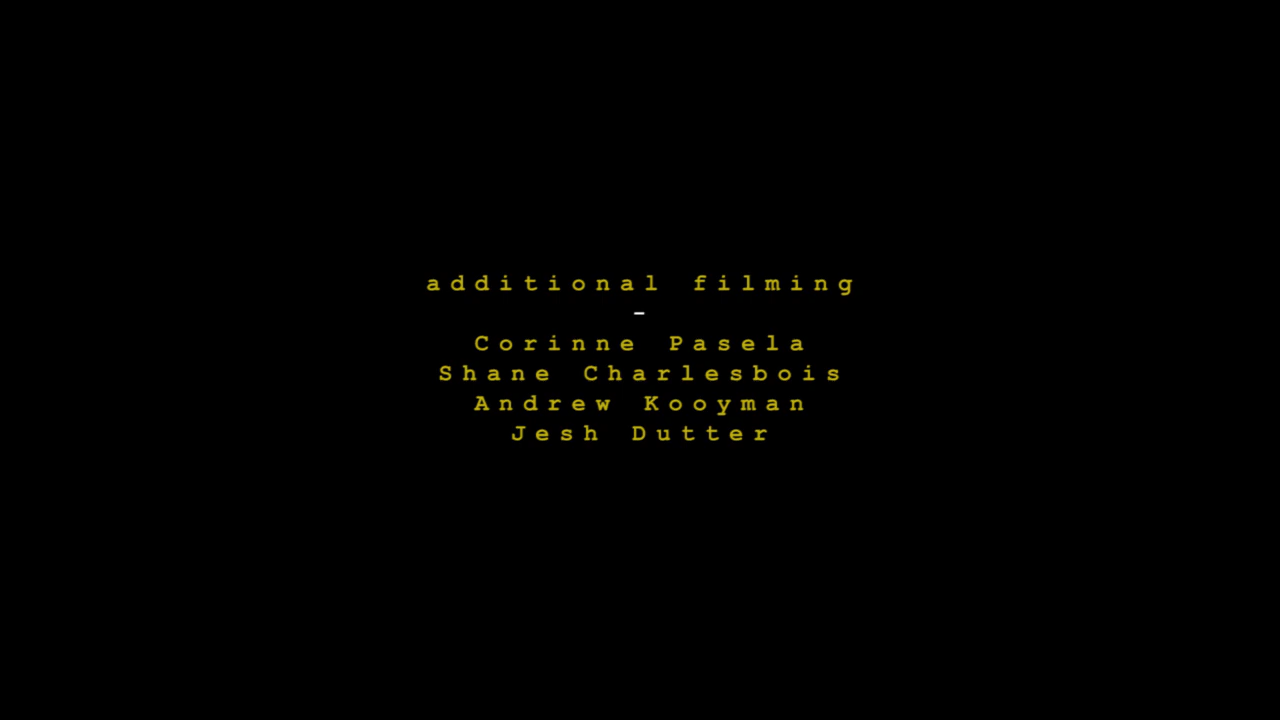 additional filming
-
Corinne Pasela
Shane Charlesbois
Andrew Kooyman
Jesh Dutter